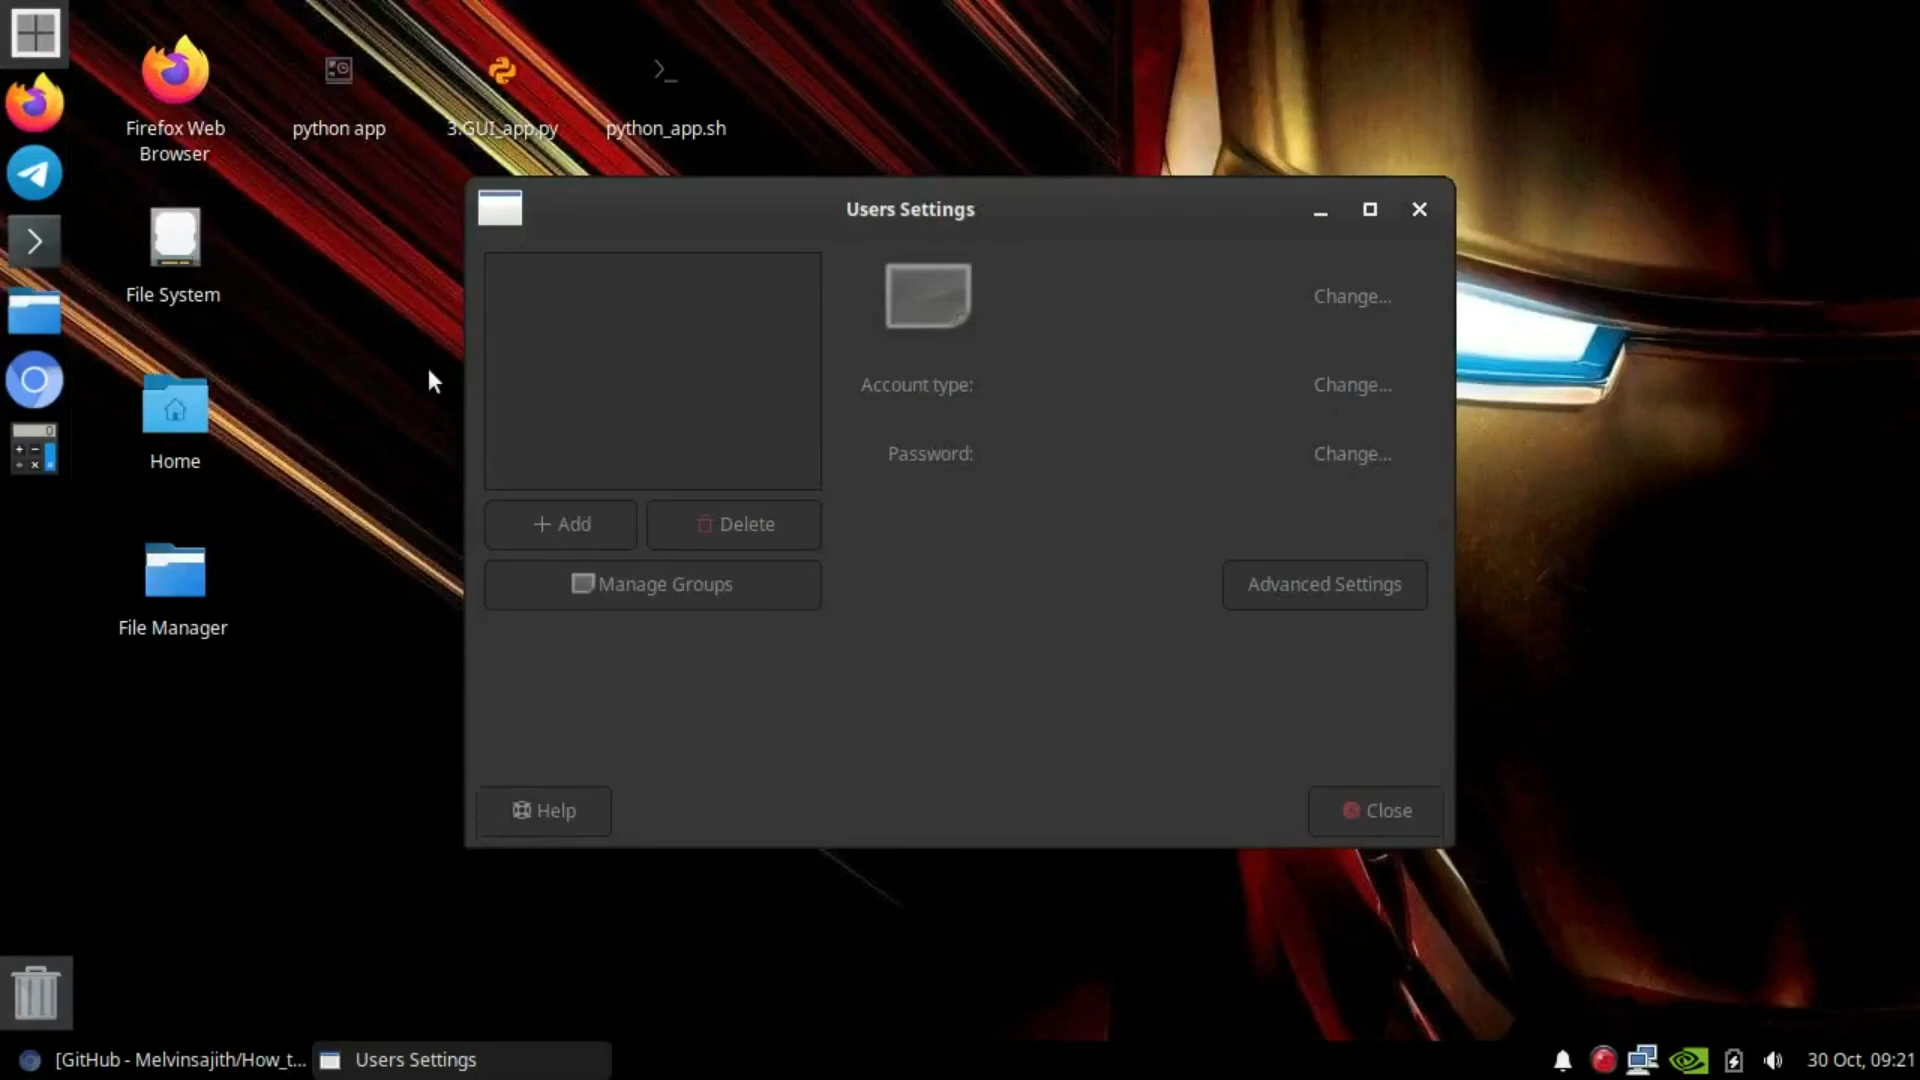 Firefox Web
Browser
python app
3.GUI_app.py
python_app.sh
File System
Home
File Manager
Users Settings
Change...
Account type:
Change...
Password:
Change...
Add
Delete
Manage Groups
Advanced Settings
Help
Close
[GitHub - Melvinsajith/How_t...
Users Settings
30 Oct, 09:21